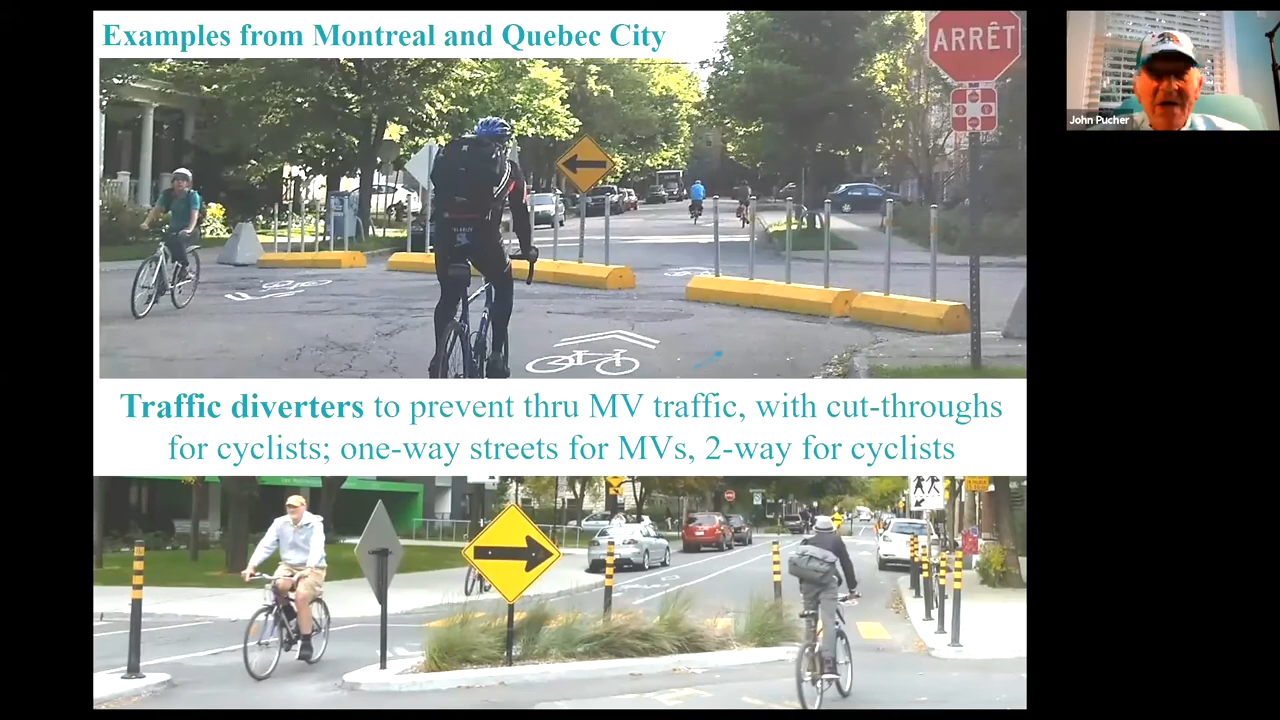 Examples from Montreal and Quebec City
ARRÊT
John Pucher
Traffic diverters to prevent thru MV traffic, with cut-throughs
for cyclists; one-way streets for MVs, 2-way for cyclists